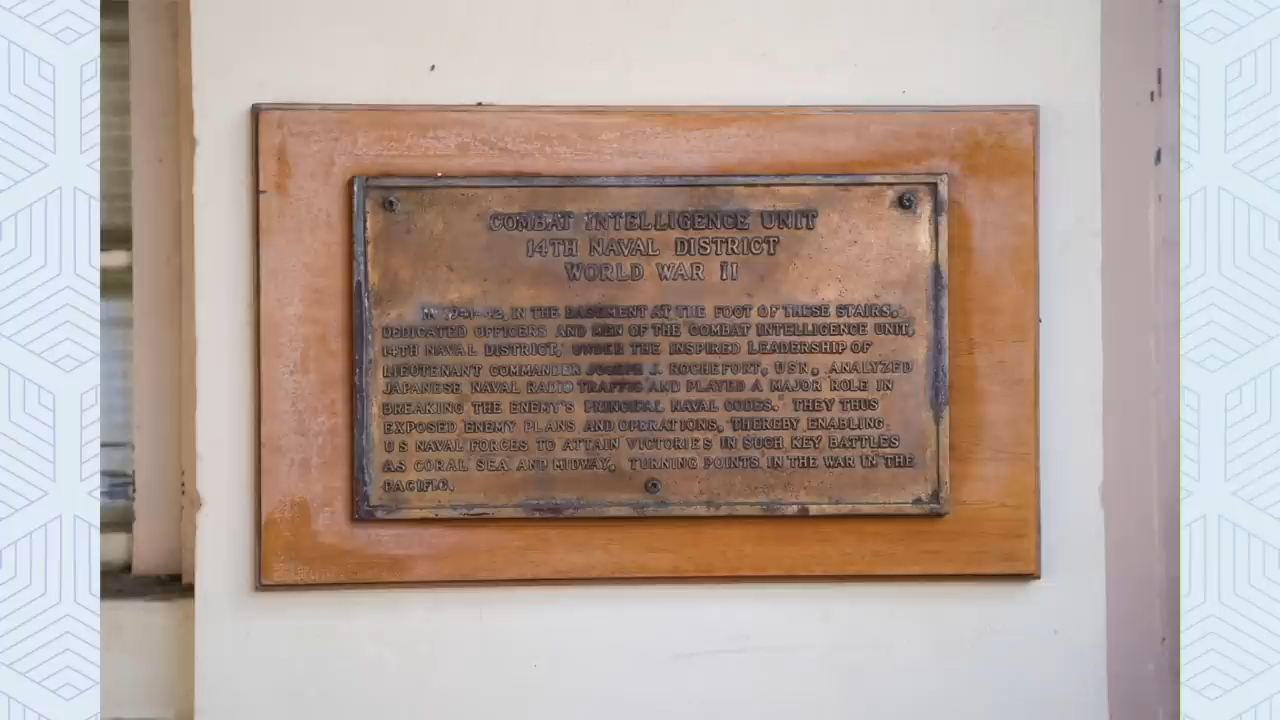 COMBAT INTELLIGENCE UNIT
14TH NAVAL DISTRICT
WORLD WAR II
IN 1941-42, IN THE BASEMENT AT THE FOOT OF THESE STAIRS,
DEDICATED OFFICERS AND MEN OF THE COMBAT INTELLIGENCE UNIT,
14TH NAVAL DISTRICT, UNDER THE INSPIRED LEADERSHIP OF
LIEUTENANT COMMANDER JOSEPH J. ROCHEFORT, USN, ANALYZED
JAPANESE NAVAL RADIO TRAFFIC AND PLAYED A MAJOR ROLE IN
BREAKING THE ENEMY'S PRINCIPAL NAVAL CODES. THEY THUS
EXPOSED ENEMY PLANS AND OPERATIONS, THEREBY ENABLING
U S NAVAL FORCES TO ATTAIN VICTORIES IN SUCH KEY BATTLES
AS CORAL SEA AND MIDWAY, TURNING POINTS IN THE WAR IN THE
PACIFIC.